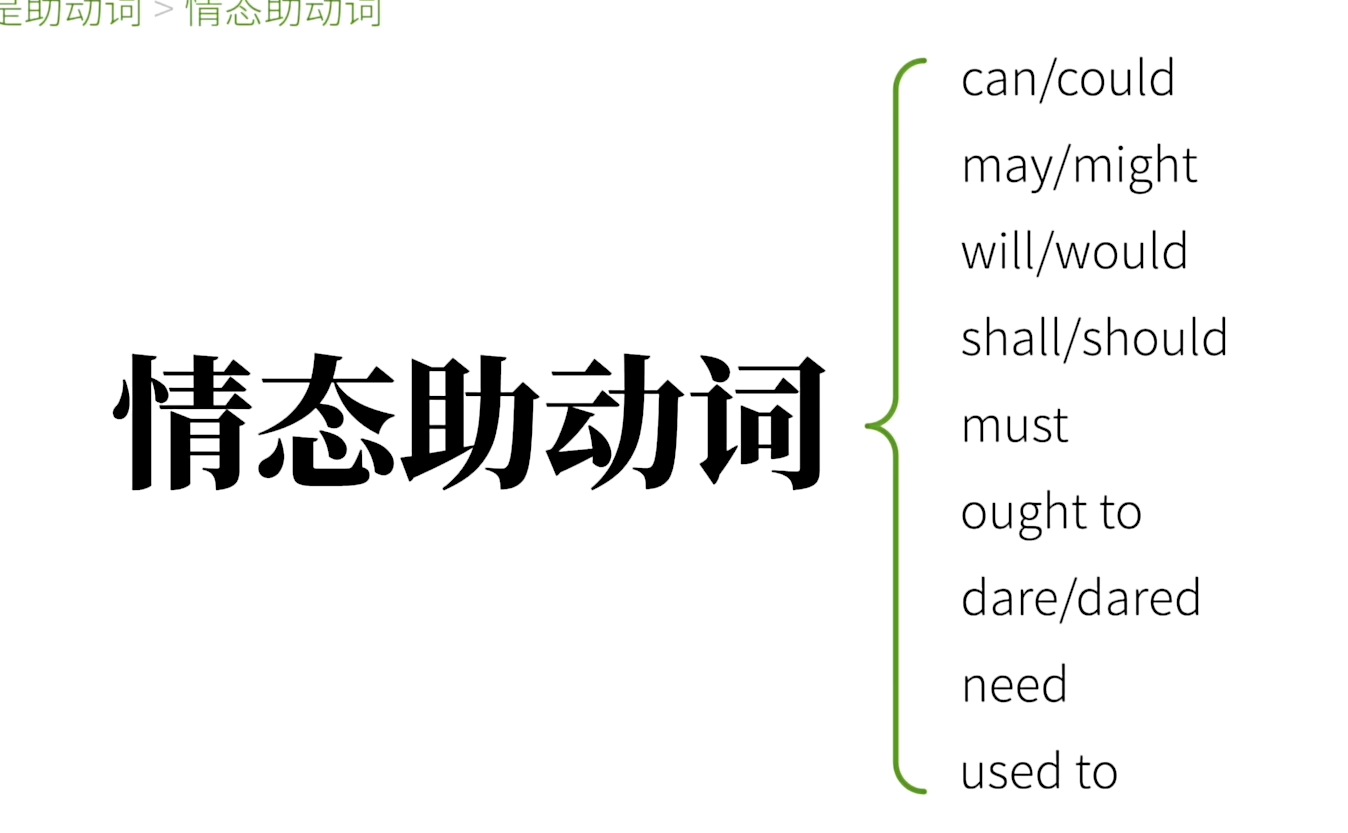 是助动词 > 情态助动词
情态助动词
can/could
may/might
will/would
shall/should
must
ought to
dare/dared
need
used to